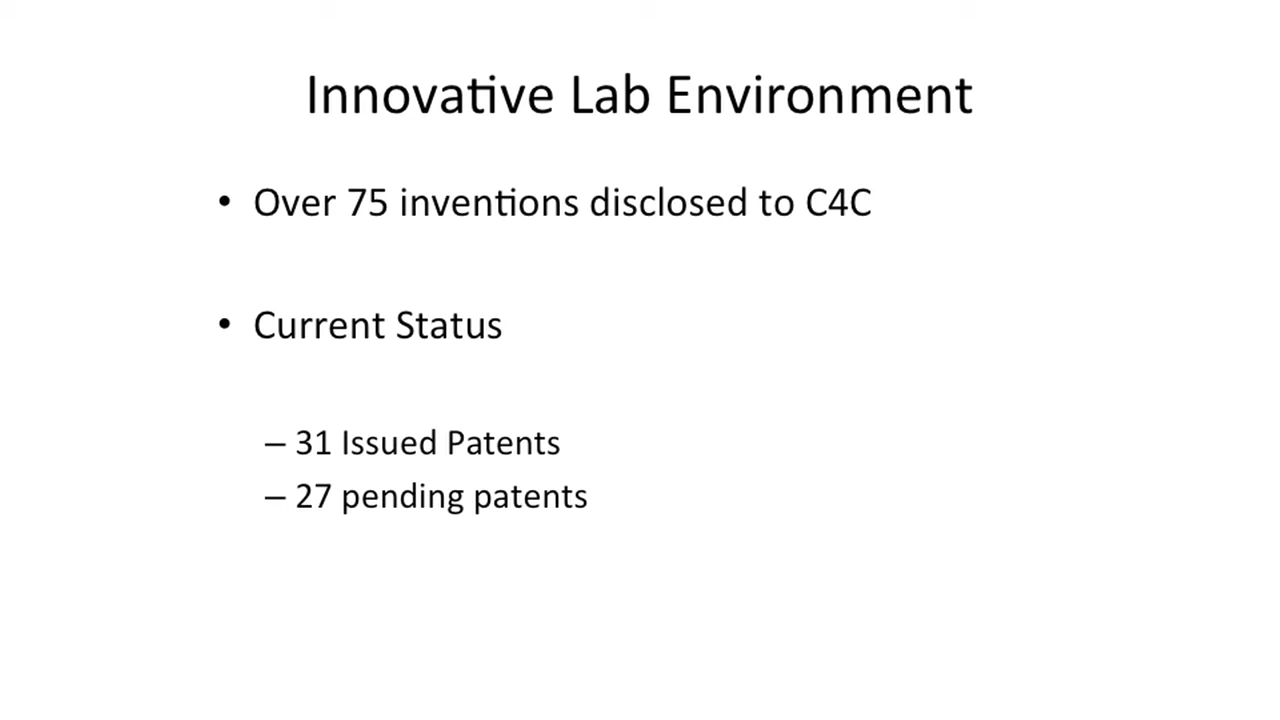 Innovative Lab Environment
• Over 75 inventions disclosed to C4C
• Current Status
– 31 Issued Patents
– 27 pending patents